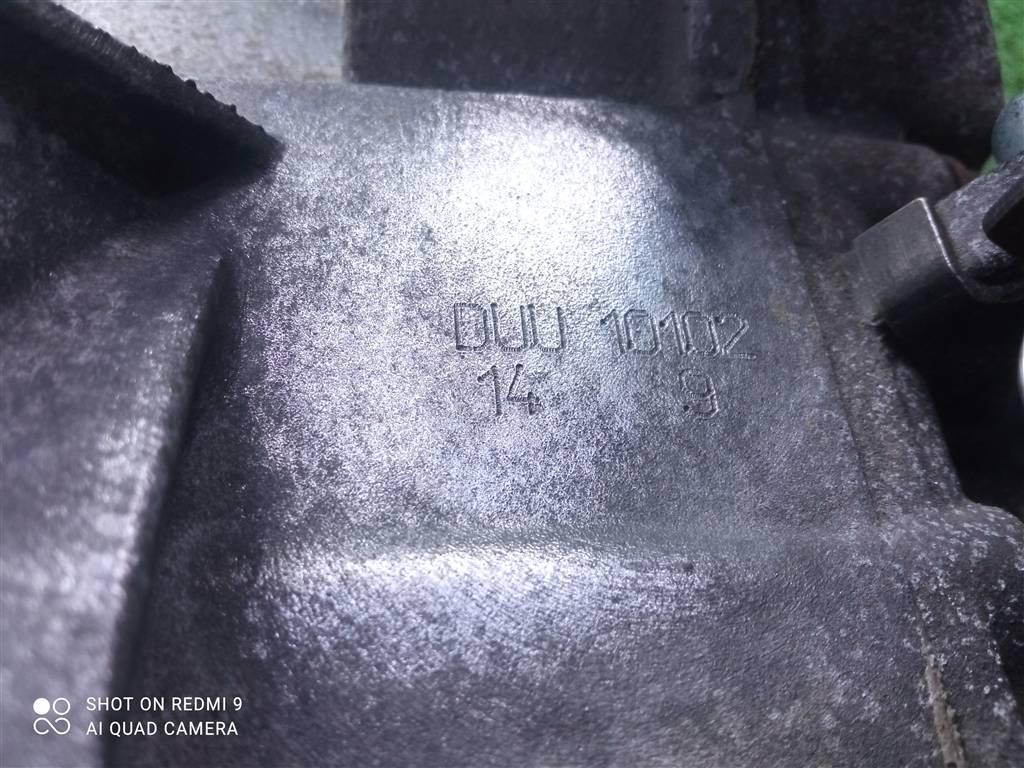 DUU 10102
14 9
SHOT ON REDMI 9
AI QUAD CAMERA